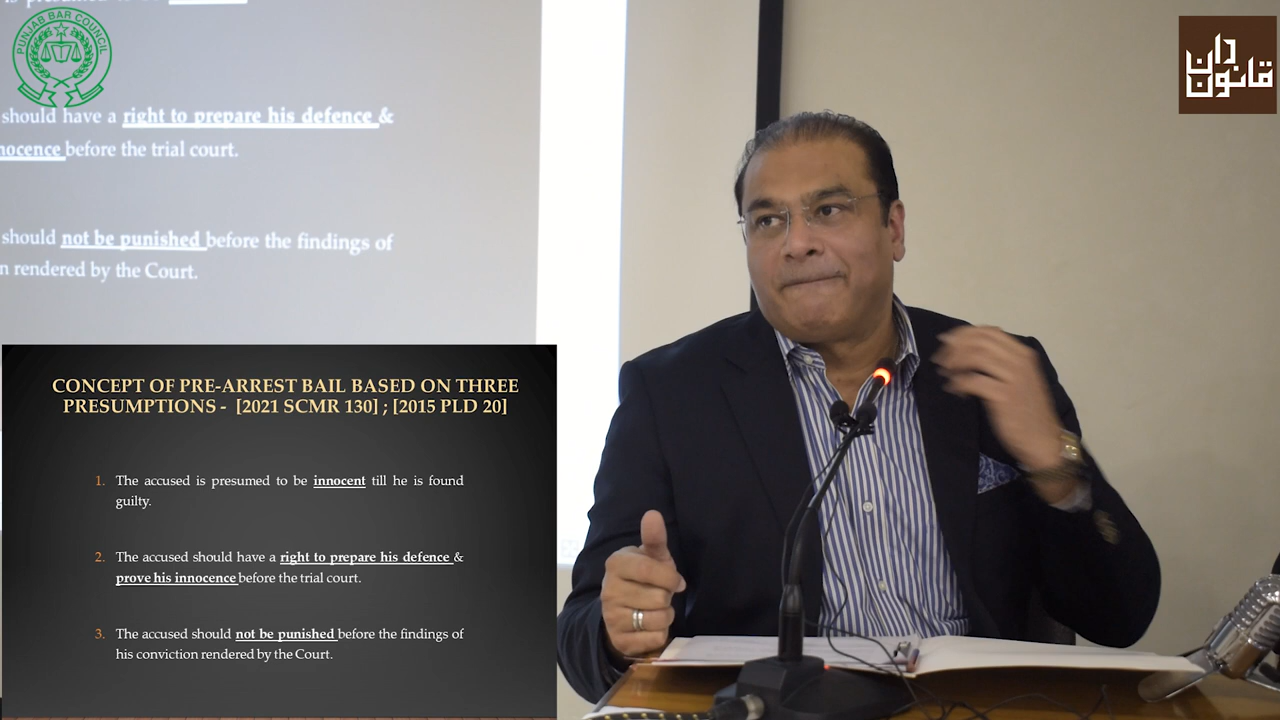 PUNJAB BAR COUNCIL
قانون دان
should have a right to prepare his defence &
nocence before the trial court.
should not be punished before the findings of
n rendered by the Court.
CONCEPT OF PRE-ARREST BAIL BASED ON THREE
PRESUMPTIONS - [2021 SCMR 130] ; [2015 PLD 20]
1. The accused is presumed to be innocent till he is found
guilty.
2. The accused should have a right to prepare his defence &
prove his innocence before the trial court.
3. The accused should not be punished before the findings of
his conviction rendered by the Court.